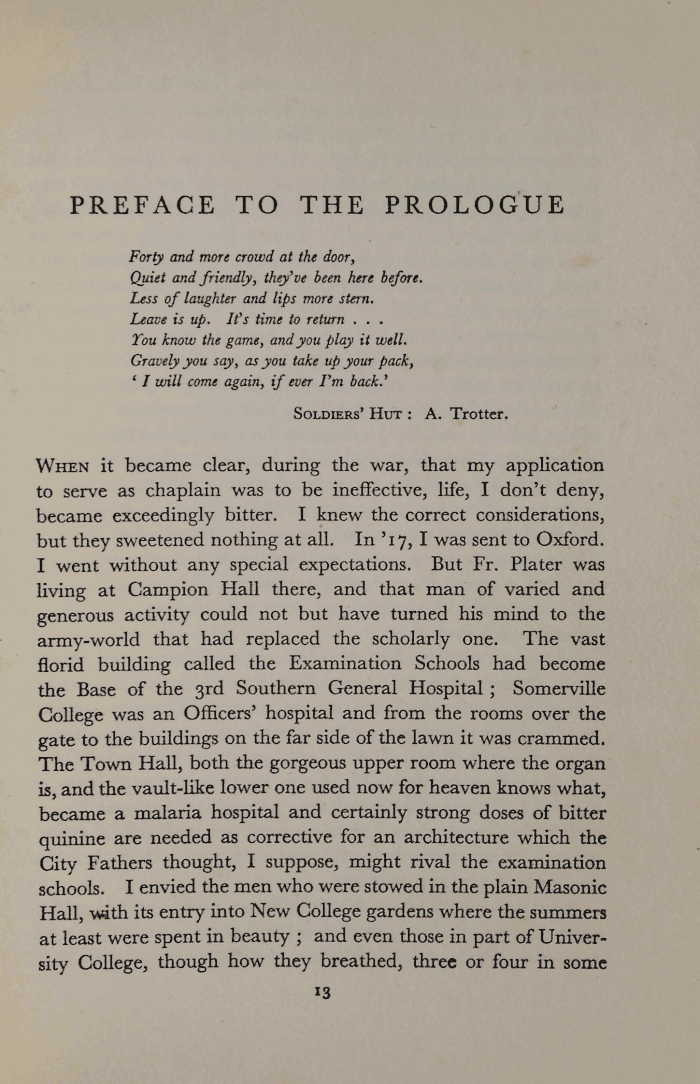 PREFACE TO THE PROLOGUE
Forty and more crowd at the door,
Quiet and friendly, they've been here before.
Less of laughter and lips more stern.
Leave is up. It's time to return . . .
You know the game, and you play it well.
Gravely you say, as you take up your pack,
‘ I will come again, if ever I'm back.’
SOLDIERS' HUT : A. Trotter.
WHEN it became clear, during the war, that my application
to serve as chaplain was to be ineffective, life, I don't deny,
became exceedingly bitter. I knew the correct considerations,
but they sweetened nothing at all. In '17, I was sent to Oxford.
I went without any special expectations. But Fr. Plater was
living at Campion Hall there, and that man of varied and
generous activity could not but have turned his mind to the
army-world that had replaced the scholarly one. The vast
florid building called the Examination Schools had become
the Base of the 3rd Southern General Hospital ; Somerville
College was an Officers' hospital and from the rooms over the
gate to the buildings on the far side of the lawn it was crammed.
The Town Hall, both the gorgeous upper room where the organ
is, and the vault-like lower one used now for heaven knows what,
became a malaria hospital and certainly strong doses of bitter
quinine are needed as corrective for an architecture which the
City Fathers thought, I suppose, might rival the examination
schools. I envied the men who were stowed in the plain Masonic
Hall, with its entry into New College gardens where the summers
at least were spent in beauty ; and even those in part of Univer-
sity College, though how they breathed, three or four in some
13